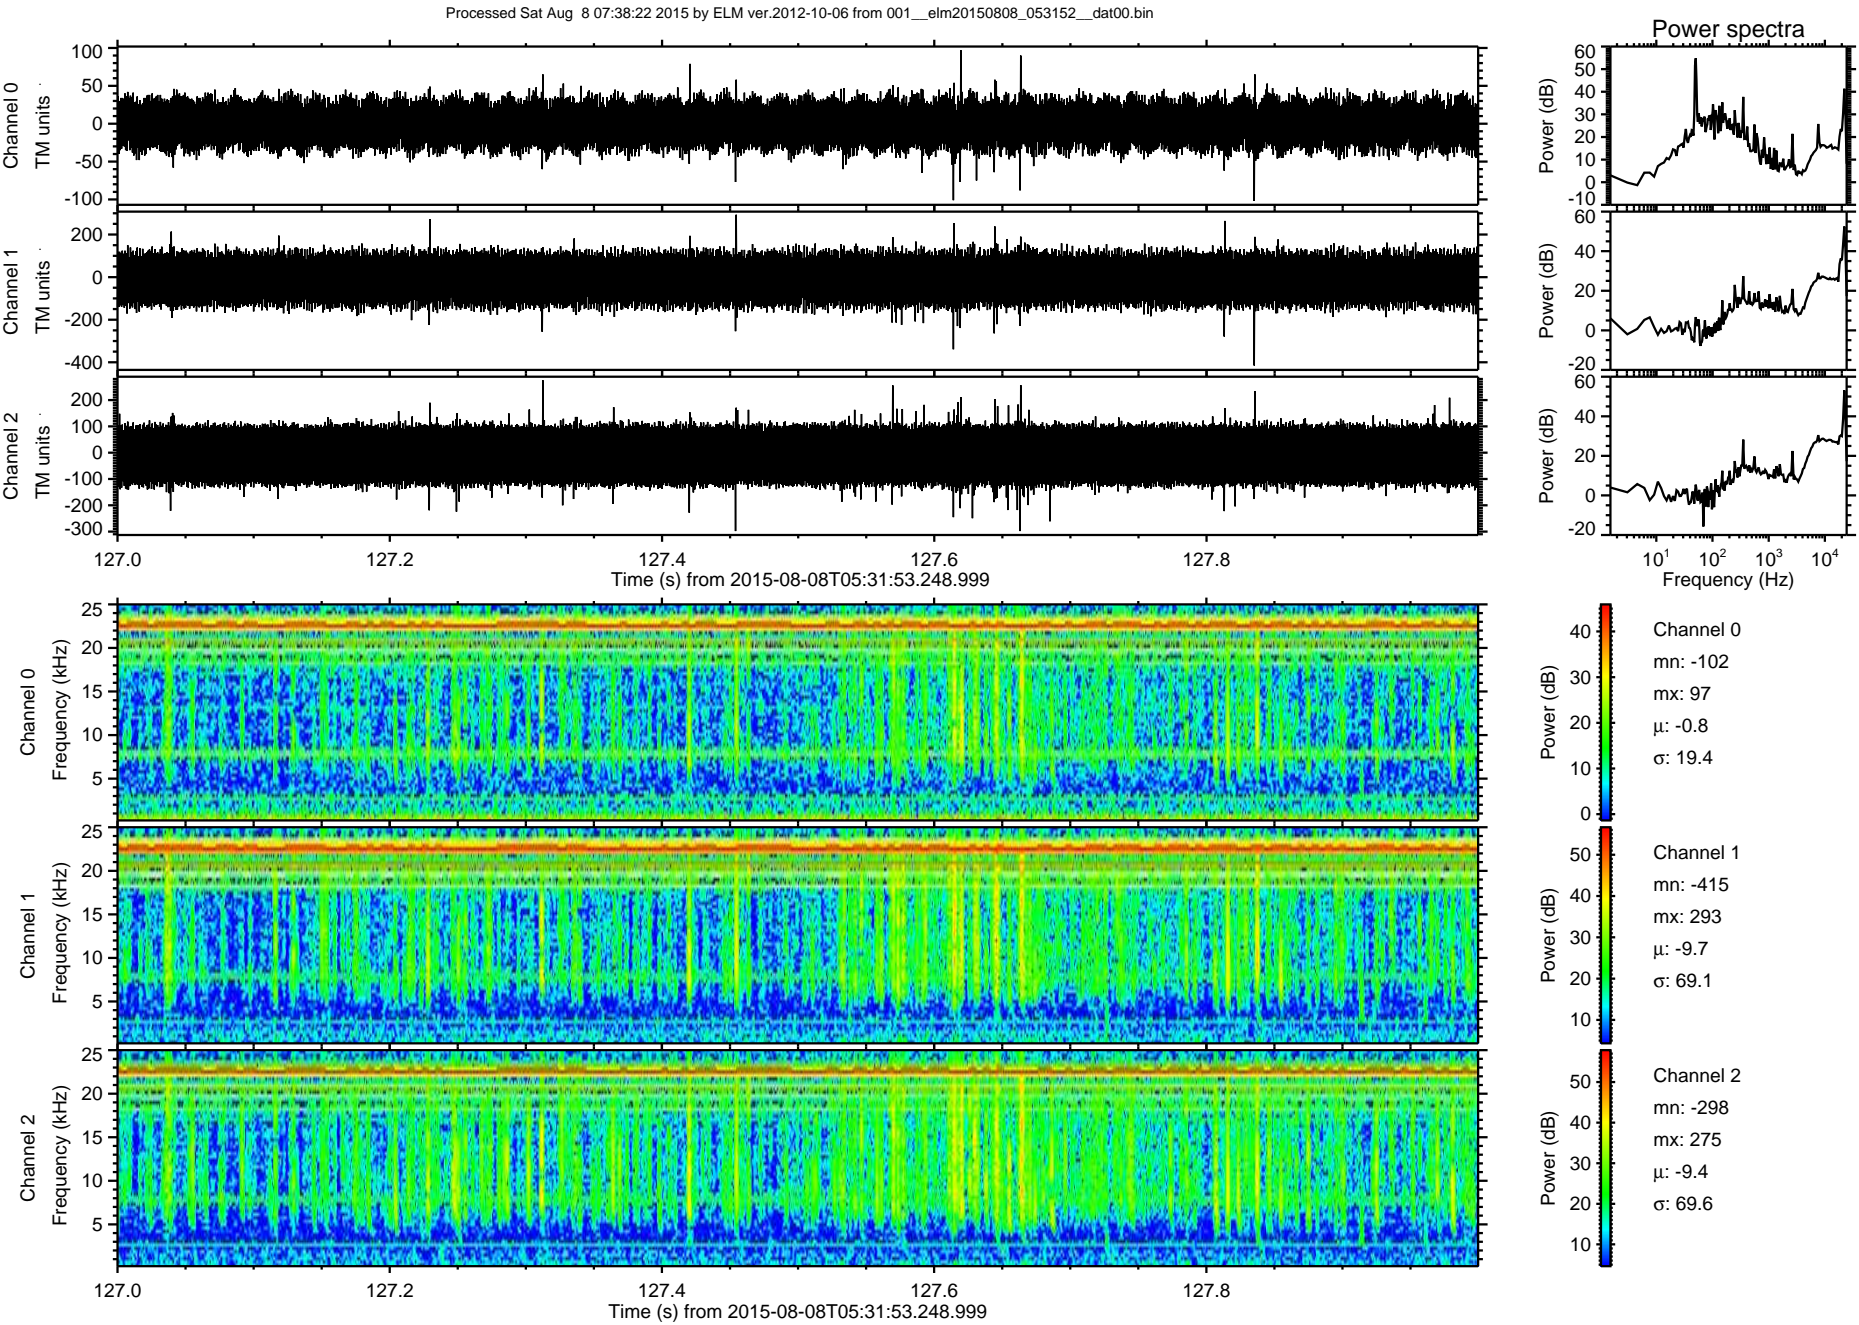 Processed Sat Aug  8 07:38:22 2015 by ELM ver.2012-10-06 from 001__elm20150808_053152__dat00.bin
Power spectra
Channel 0
TM units
100
50
0
-50
-100
Power (dB)
60
50
40
30
20
10
0
-10
Channel 1
TM units
200
0
-200
-400
Power (dB)
60
40
20
0
-20
Channel 2
TM units
200
100
0
-100
-200
-300
Power (dB)
60
40
20
0
-20
127.0 127.2 127.4 127.6 127.8
Time (s) from 2015-08-08T05:31:53.248.999
10^1 10^2 10^3 10^4
Frequency (Hz)
Channel 0
Frequency (kHz)
25
20
15
10
5
Power (dB)
40
30
20
10
0
Channel 0
mn: -102
mx: 97
μ: -0.8
σ: 19.4
Channel 1
Frequency (kHz)
25
20
15
10
5
Power (dB)
50
40
30
20
10
Channel 1
mn: -415
mx: 293
μ: -9.7
σ: 69.1
Channel 2
Frequency (kHz)
25
20
15
10
5
Power (dB)
50
40
30
20
10
Channel 2
mn: -298
mx: 275
μ: -9.4
σ: 69.6
127.0 127.2 127.4 127.6 127.8
Time (s) from 2015-08-08T05:31:53.248.999